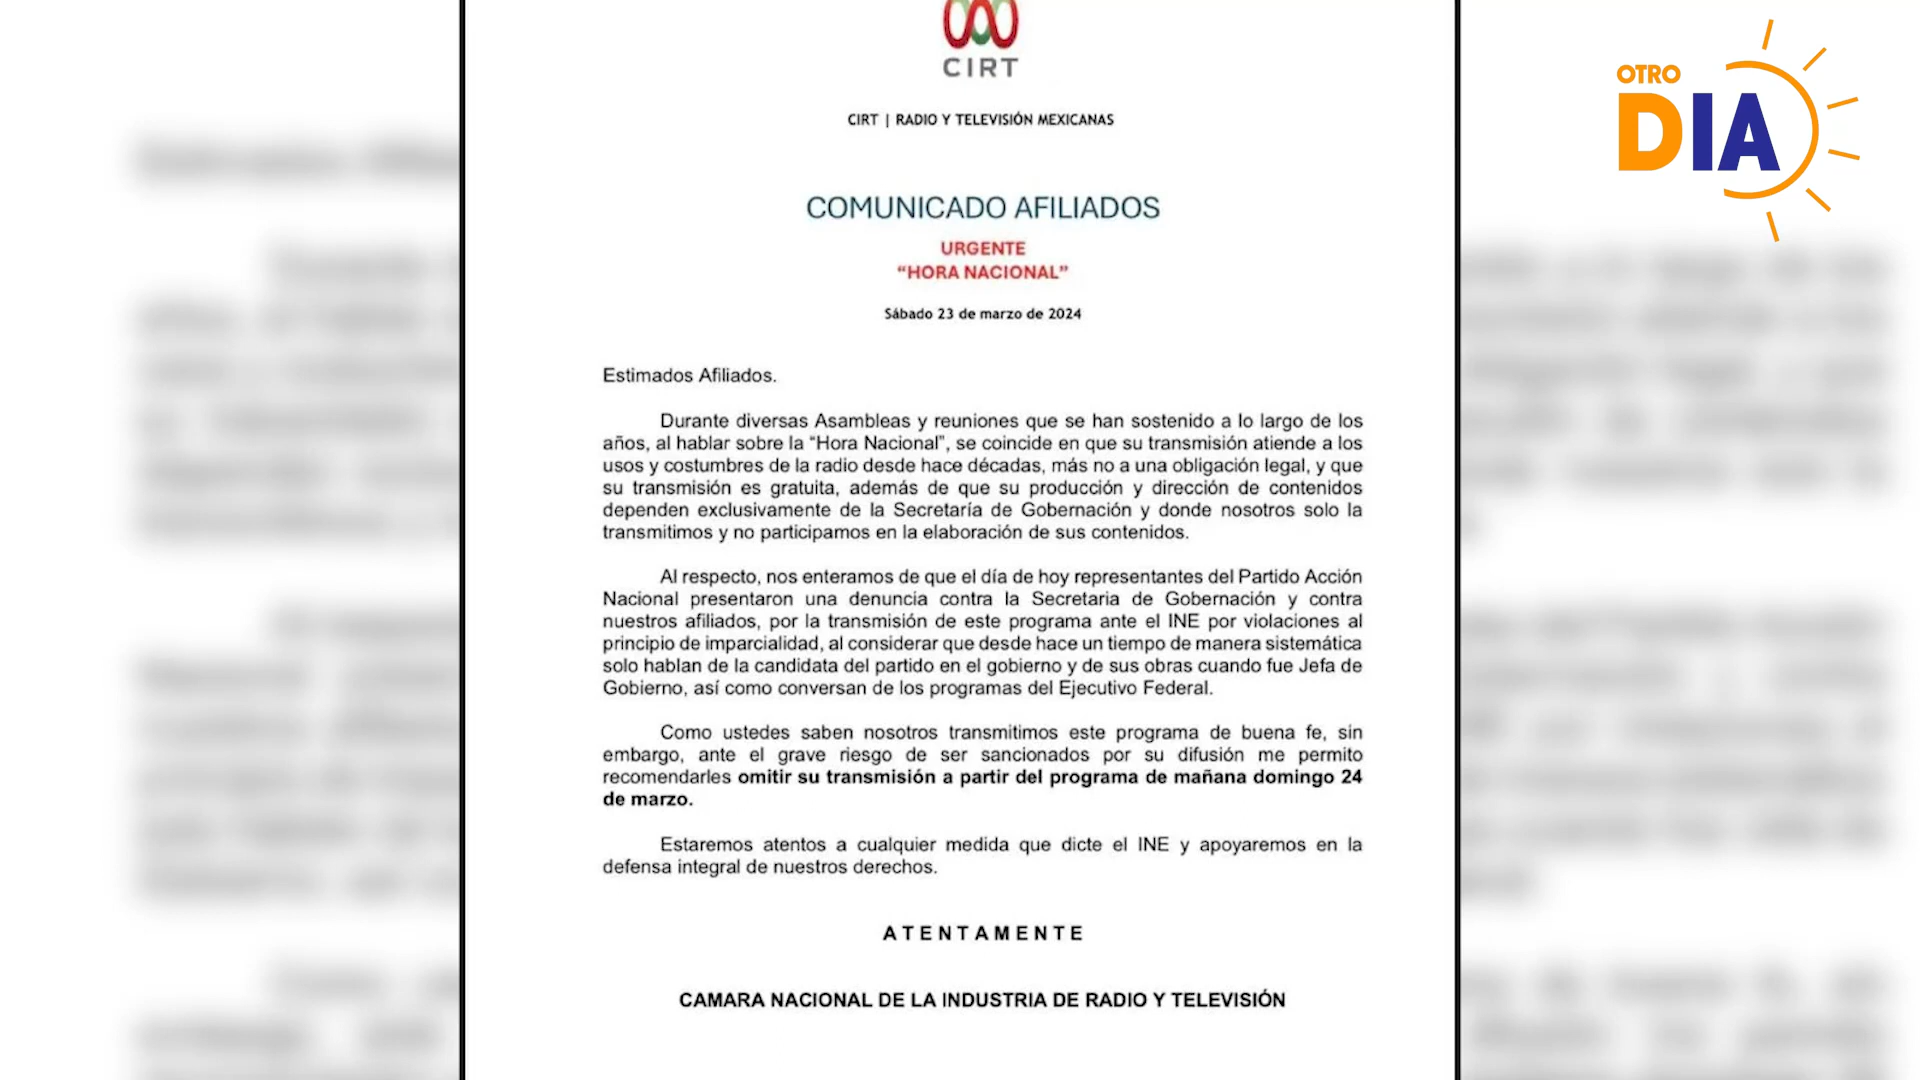 CIRT
CIRT | RADIO Y TELEVISIÓN MEXICANAS
OTRO
DIA
COMUNICADO AFILIADOS
URGENTE
“HORA NACIONAL”
Sábado 23 de marzo de 2024
Estimados Afiliados.
Durante diversas Asambleas y reuniones que se han sostenido a lo largo de los
años, al hablar sobre la “Hora Nacional”, se coincide en que su transmisión atiende a los
usos y costumbres de la radio desde hace décadas, más no a una obligación legal, y que
su transmisión es gratuita, además de que su producción y dirección de contenidos
dependen exclusivamente de la Secretaría de Gobernación y donde nosotros solo la
transmitimos y no participamos en la elaboración de sus contenidos.
Al respecto, nos enteramos de que el día de hoy representantes del Partido Acción
Nacional presentaron una denuncia contra la Secretaria de Gobernación y contra
nuestros afiliados, por la transmisión de este programa ante el INE por violaciones al
principio de imparcialidad, al considerar que desde hace un tiempo de manera sistemática
solo hablan de la candidata del partido en el gobierno y de sus obras cuando fue Jefa de
Gobierno, así como conversan de los programas del Ejecutivo Federal.
Como ustedes saben nosotros transmitimos este programa de buena fe, sin
embargo, ante el grave riesgo de ser sancionados por su difusión me permito
recomendarles omitir su transmisión a partir del programa de mañana domingo 24
de marzo.
Estaremos atentos a cualquier medida que dicte el INE y apoyaremos en la
defensa integral de nuestros derechos.
ATENTAMENTE
CAMARA NACIONAL DE LA INDUSTRIA DE RADIO Y TELEVISIÓN